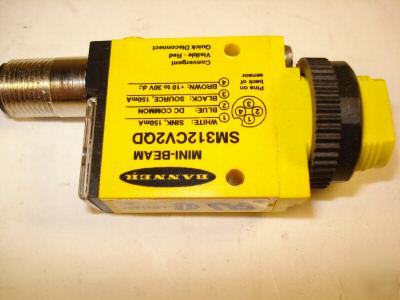 BANNER
MINI-BEAM
SM312CV2QD
① WHITE: SINK, 150mA
② BLUE: DC COMMON
③ BLACK: SOURCE, 150mA
④ BROWN: +10 to 30V dc
Pins on
back of
sensor
Convergent
Visible - Red
Quick Disconnect